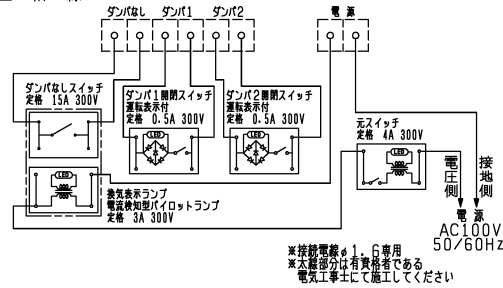 ダンパなし ダンパ1 ダンパ2 電源
ダンパなしスイッチ
定格 15A 300V
ダンパ1開閉スイッチ
運転表示付
定格 0.5A 300V
LED
ダンパ2開閉スイッチ
運転表示付
定格 0.5A 300V
LED
元スイッチ
定格 4A 300V
LED
電圧側
接地側
LED
換気表示ランプ
電流検知型パイロットランプ
定格 3A 300V
電源
AC100V
50/60Hz
※接続電線φ1.6専用
※太線部分は有資格者である
電気工事士にて施工してください